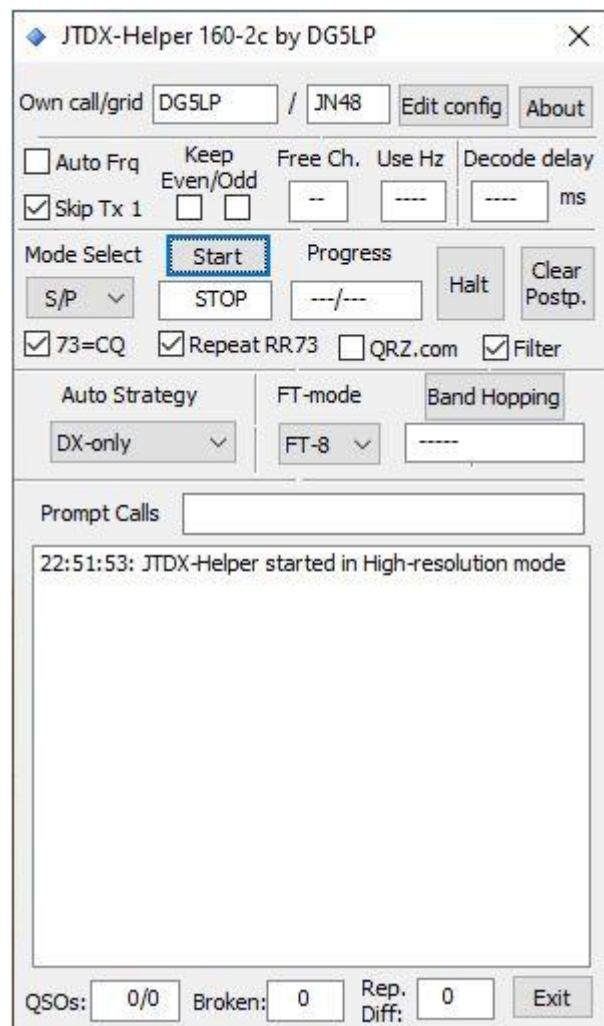 JTDX-Helper 160-2c by DG5LP
Own call/grid DG5LP / JN48 Edit config About
Auto Frq Keep Even/Odd Free Ch. Use Hz Decode delay
Skip Tx 1 -- ---- ---- ms
Mode Select Start Progress Halt Clear Postp.
S/P STOP ---/---
73=CQ Repeat RR73 QRZ.com Filter
Auto Strategy FT-mode Band Hopping
DX-only FT-8 -----
Prompt Calls
22:51:53: JTDX-Helper started in High-resolution mode
QSOs: 0/0 Broken: 0 Rep. Diff: 0 Exit